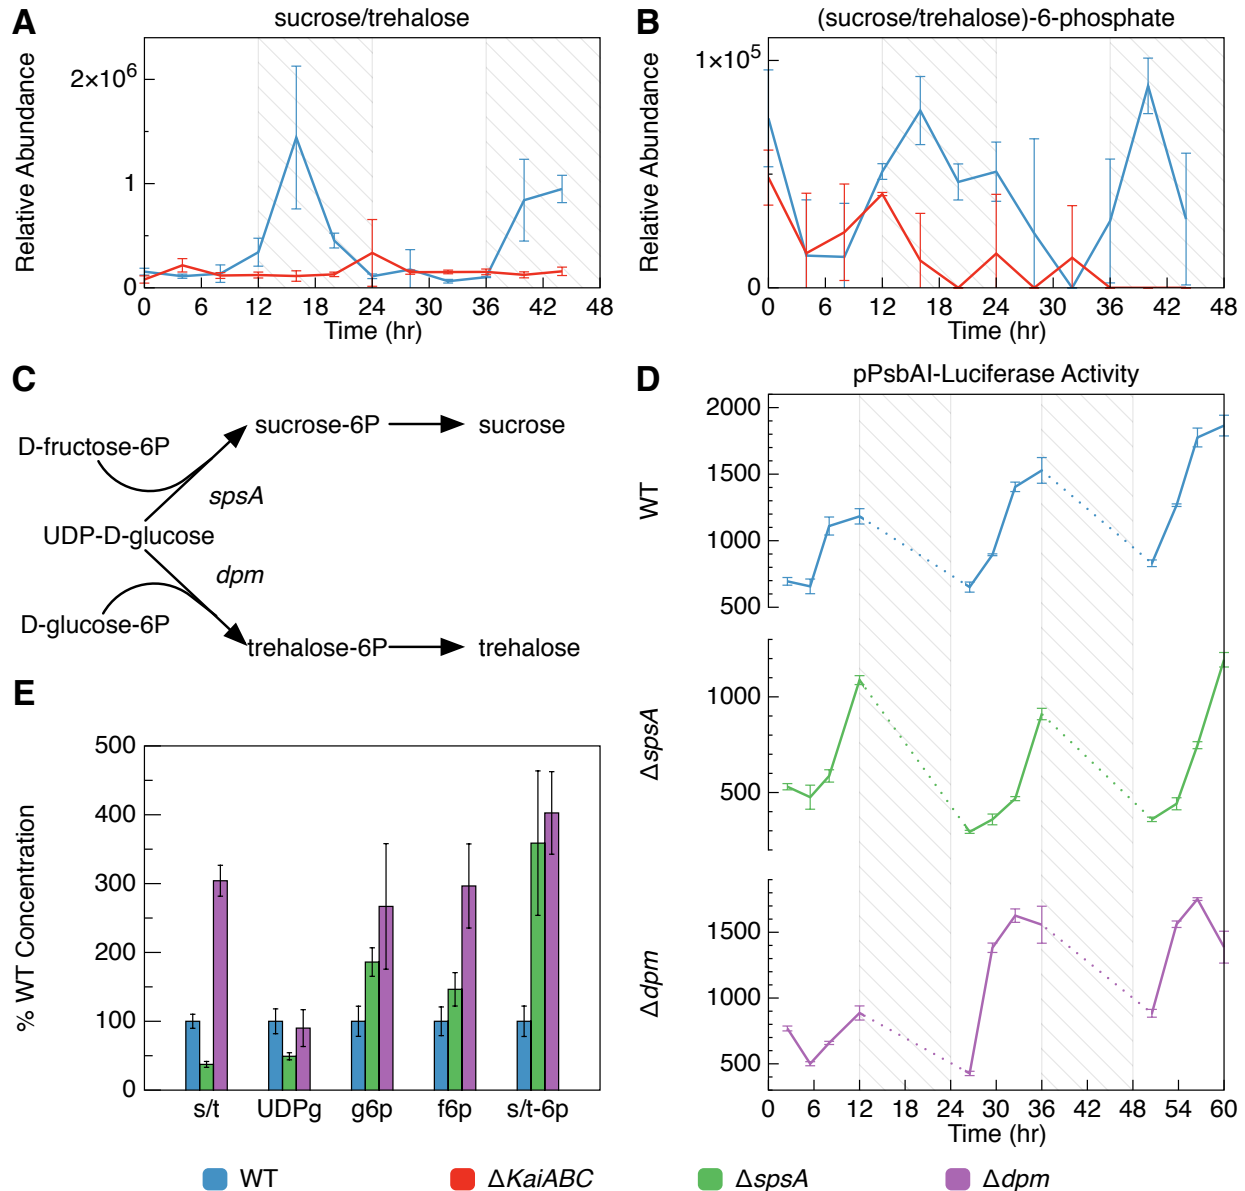 A
sucrose/trehalose
Relative Abundance
2×10⁶
1
0
0 6 12 18 24 30 36 42 48
Time (hr)
B
(sucrose/trehalose)-6-phosphate
Relative Abundance
1×10⁵
0
0 6 12 18 24 30 36 42 48
Time (hr)
C
sucrose-6P
sucrose
D-fructose-6P
spsA
UDP-D-glucose
dpm
D-glucose-6P
trehalose-6P
trehalose
D
pPsbAI-Luciferase Activity
WT
2000
1500
1000
500
ΔspsA
1000
500
Δdpm
1500
1000
500
0 6 12 18 24 30 36 42 48 54 60
Time (hr)
E
% WT Concentration
500
400
300
200
100
0
s/t UDPg g6p f6p s/t-6p
WT ΔKaiABC ΔspsA Δdpm